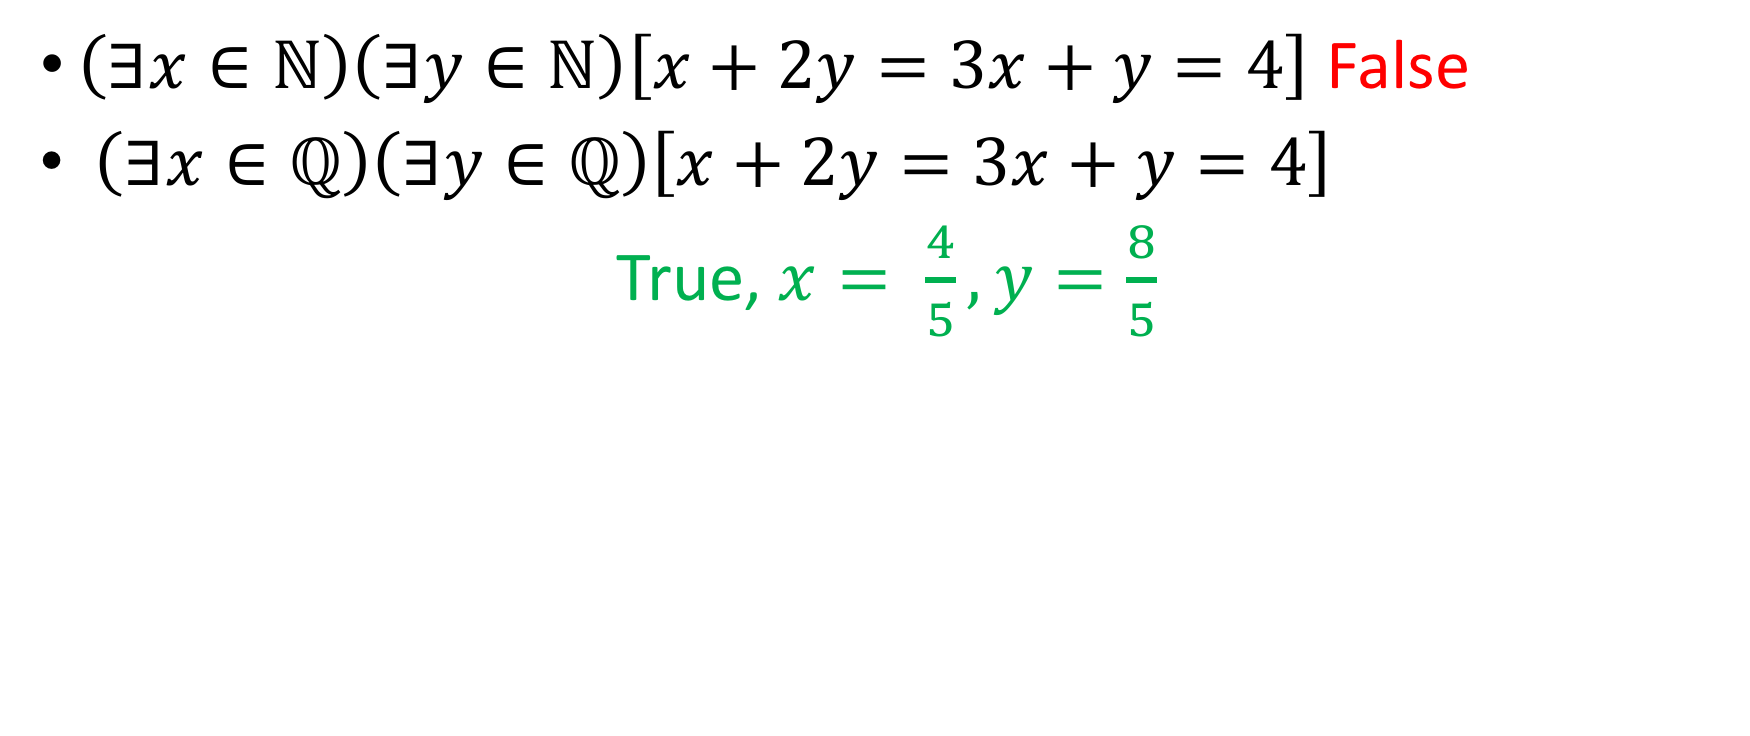 • (∃𝑥 ∈ ℕ)(∃𝑦 ∈ ℕ)[𝑥 + 2𝑦 = 3𝑥 + 𝑦 = 4] False
• (∃𝑥 ∈ ℚ)(∃𝑦 ∈ ℚ)[𝑥 + 2𝑦 = 3𝑥 + 𝑦 = 4]
True, 𝑥 = 4/5, 𝑦 = 8/5